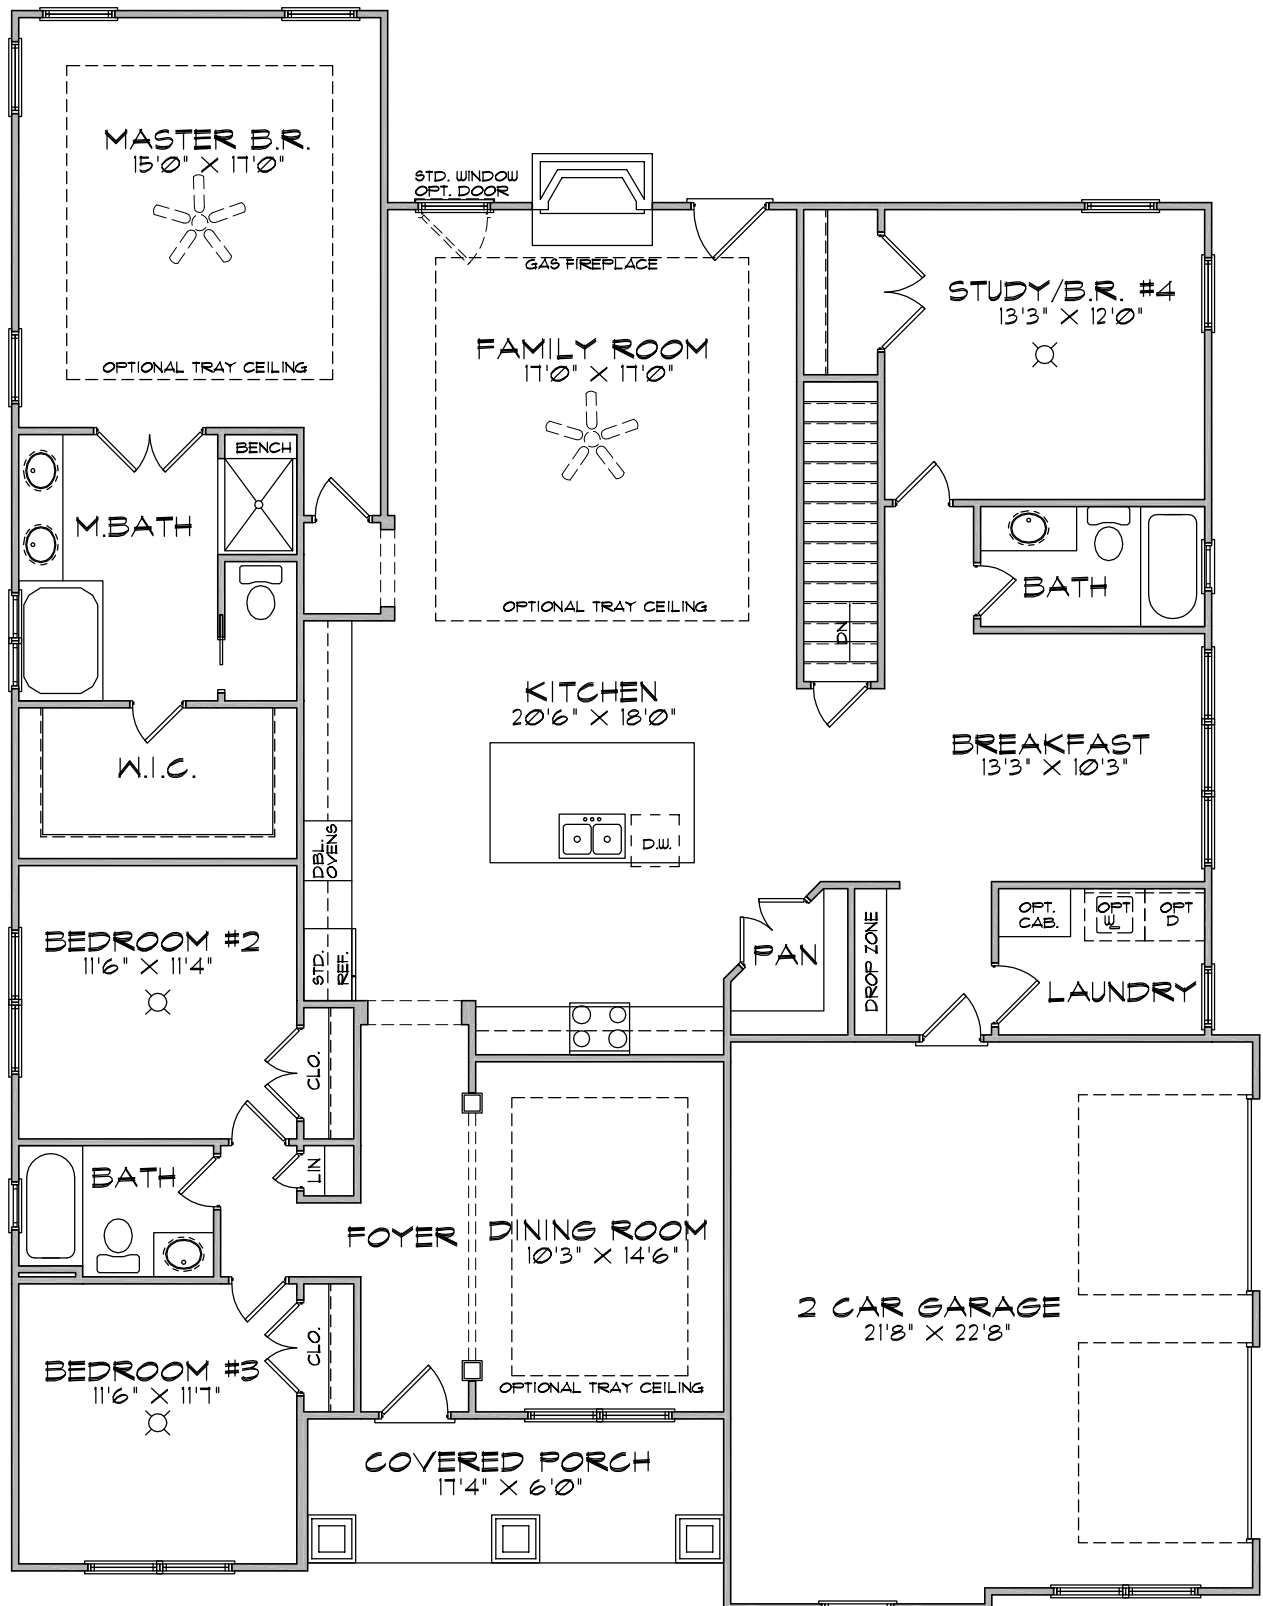 MASTER B.R.
15'0" X 17'0"
OPTIONAL TRAY CEILING
STD. WINDOW
OPT. DOOR
GAS FIREPLACE
FAMILY ROOM
17'0" X 17'0"
OPTIONAL TRAY CEILING
STUDY/B.R. #4
13'3" X 12'0"
BENCH
M.BATH
BATH
DN
KITCHEN
20'6" X 18'0"
BREAKFAST
13'3" X 10'3"
W.I.C.
DBL.
OVENS
D.W.
BEDROOM #2
11'6" X 11'4"
STD.
REF.
PAN
DROP ZONE
OPT.
CAB.
OPT
W
OPT
D
LAUNDRY
CLO.
BATH
LIN
FOYER
DINING ROOM
10'3" X 14'6"
OPTIONAL TRAY CEILING
2 CAR GARAGE
21'8" X 22'8"
BEDROOM #3
11'6" X 11'7"
CLO.
COVERED PORCH
17'4" X 6'0"